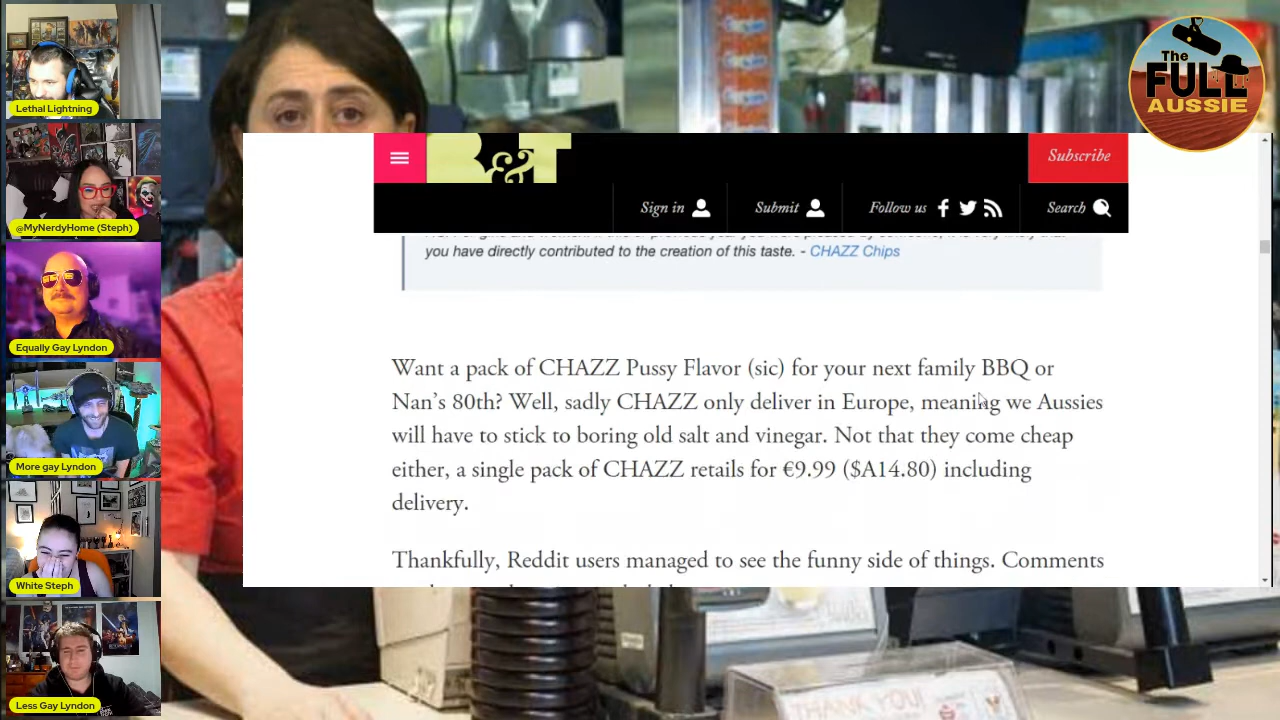 Lethal Lightning
@MyNerdyHome (Steph)
Equally Gay Lyndon
More gay Lyndon
White Steph
Less Gay Lyndon
The
FULL
AUSSIE
&T
Subscribe
Sign in
Submit
Follow us
Search
you have directly contributed to the creation of this taste. - CHAZZ Chips
Want a pack of CHAZZ Pussy Flavor (sic) for your next family BBQ or
Nan's 80th? Well, sadly CHAZZ only deliver in Europe, meaning we Aussies
will have to stick to boring old salt and vinegar. Not that they come cheap
either, a single pack of CHAZZ retails for €9.99 ($A14.80) including
delivery.
Thankfully, Reddit users managed to see the funny side of things. Comments
THANK YOU